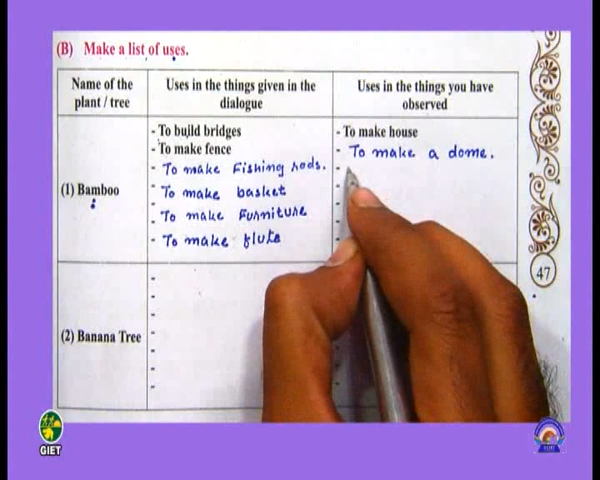 (B) Make a list of uses.
Name of the plant / tree
Uses in the things given in the dialogue
Uses in the things you have observed
(1) Bamboo
- To build bridges
- To make fence
- To make Fishing rods.
- To make basket
- To make Furniture
- To make flute
- To make house
- To make a dome.
(2) Banana Tree
47
GIET